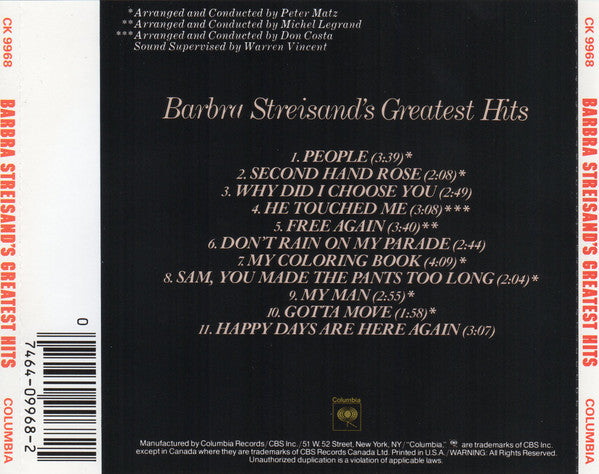 CK 9968
BARBRA STREISAND'S GREATEST HITS
COLUMBIA
*Arranged and Conducted by Peter Matz
**Arranged and Conducted by Michel Legrand
***Arranged and Conducted by Don Costa
Sound Supervised by Warren Vincent
Barbra Streisand's Greatest Hits
1. PEOPLE (3:39)*
2. SECOND HAND ROSE (2:08)*
3. WHY DID I CHOOSE YOU (2:49)
4. HE TOUCHED ME (3:08)***
5. FREE AGAIN (3:40)**
6. DON'T RAIN ON MY PARADE (2:44)
7. MY COLORING BOOK (4:09)*
8. SAM, YOU MADE THE PANTS TOO LONG (2:04)*
9. MY MAN (2:55)*
10. GOTTA MOVE (1:58)*
11. HAPPY DAYS ARE HERE AGAIN (3:07)
0
7464-09968-2
Columbia
Manufactured by Columbia Records/CBS Inc./51 W. 52 Street, New York, NY/"Columbia," are trademarks of CBS Inc.
except in Canada where they are trademarks of CBS Records Canada Ltd. Printed in U.S.A./WARNING: All Rights Reserved.
Unauthorized duplication is a violation of applicable laws.
CK 9968
BARBRA STREISAND'S GREATEST HITS
COLUMBIA